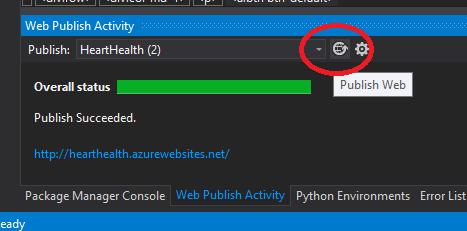 Web Publish Activity
Publish: HeartHealth (2)
Overall status
Publish Web
Publish Succeeded.
http://hearthealth.azurewebsites.net/
Package Manager Console Web Publish Activity Python Environments Error List
eady